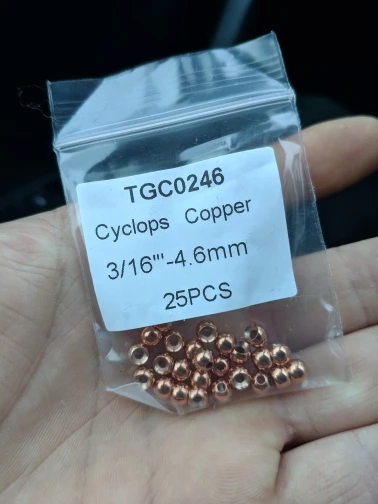 TGC0246
Cyclops Copper
3/16'''-4.6mm
25PCS